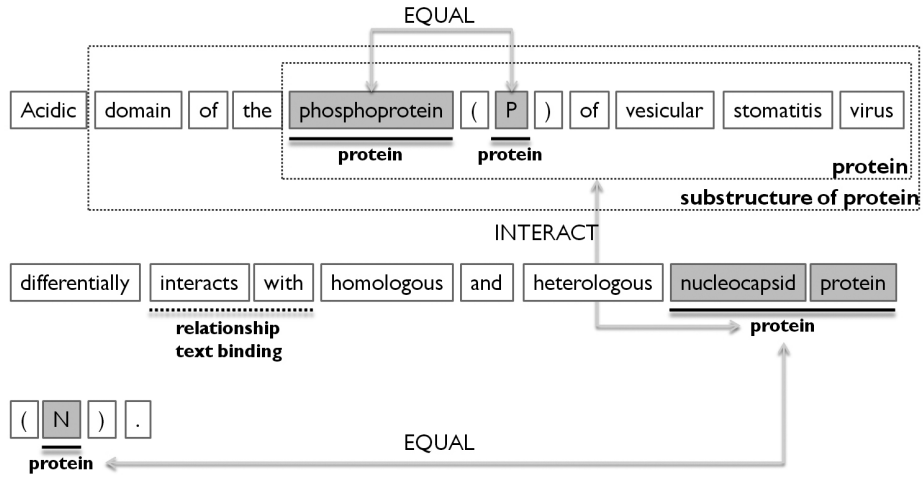 EQUAL
Acidic domain of the phosphoprotein ( P ) of vesicular stomatitis virus
protein protein
protein
substructure of protein
INTERACT
differentially interacts with homologous and heterologous nucleocapsid protein
relationship protein
text binding
( N ) .
EQUAL
protein